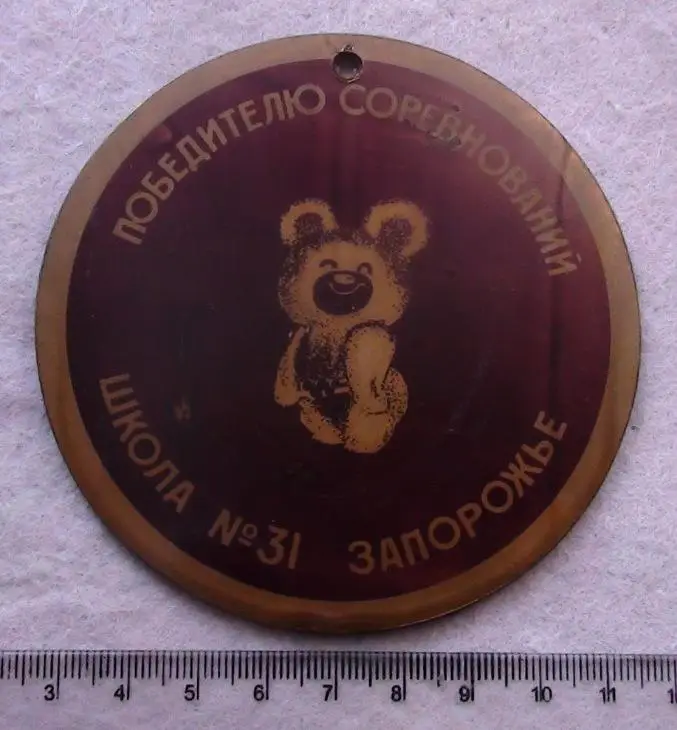 ПОБЕДИТЕЛЮ СОРЕВНОВАНИЙ
ШКОЛА №31 ЗАПОРОЖЬЕ
3 4 5 6 7 8 9 10 11